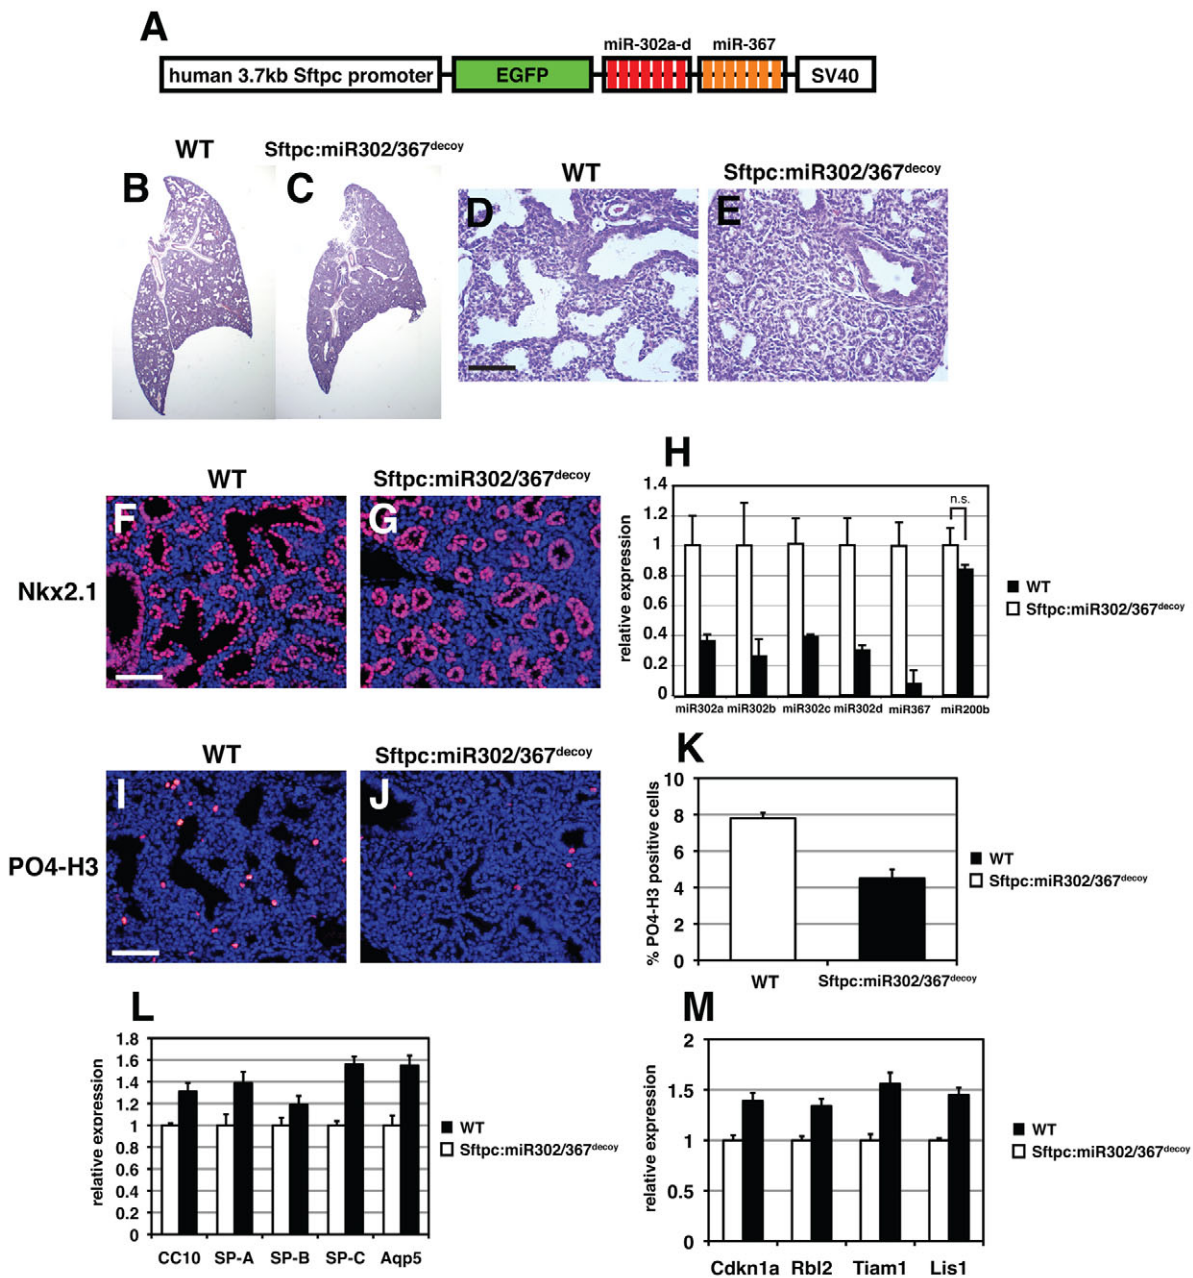 A
miR-302a-d miR-367
human 3.7kb Sftpc promoter EGFP SV40
WT Sftpc:miR302/367decoy
B C
WT Sftpc:miR302/367decoy
D E
WT Sftpc:miR302/367decoy
F G
Nkx2.1
H
relative expression
1.4
1.2
1
0.8
0.6
0.4
0.2
0
n.s.
miR302a miR302b miR302c miR302d miR367 miR200b
WT
Sftpc:miR302/367decoy
WT Sftpc:miR302/367decoy
I J
PO4-H3
K
% PO4-H3 positive cells
10
8
6
4
2
0
WT Sftpc:miR302/367decoy
WT
Sftpc:miR302/367decoy
L
relative expression
1.8
1.6
1.4
1.2
1
0.8
0.6
0.4
0.2
0
CC10 SP-A SP-B SP-C Aqp5
WT
Sftpc:miR302/367decoy
M
relative expression
2
1.5
1
0.5
0
Cdkn1a Rbl2 Tiam1 Lis1
WT
Sftpc:miR302/367decoy